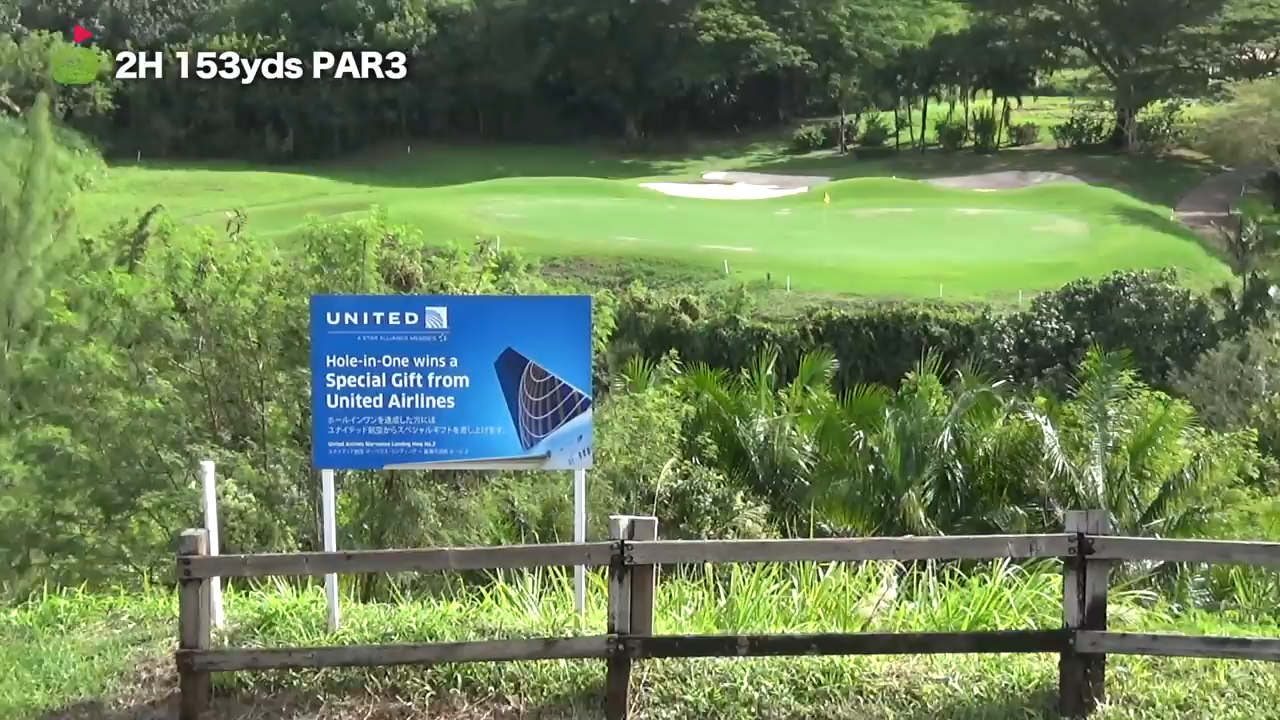 2H 153yds PAR3
UNITED
A STAR ALLIANCE MEMBER
Hole-in-One wins a
Special Gift from
United Airlines
ホールインワンを達成した方には
ユナイテッド航空からスペシャルギフトを差し上げます。
United Airlines